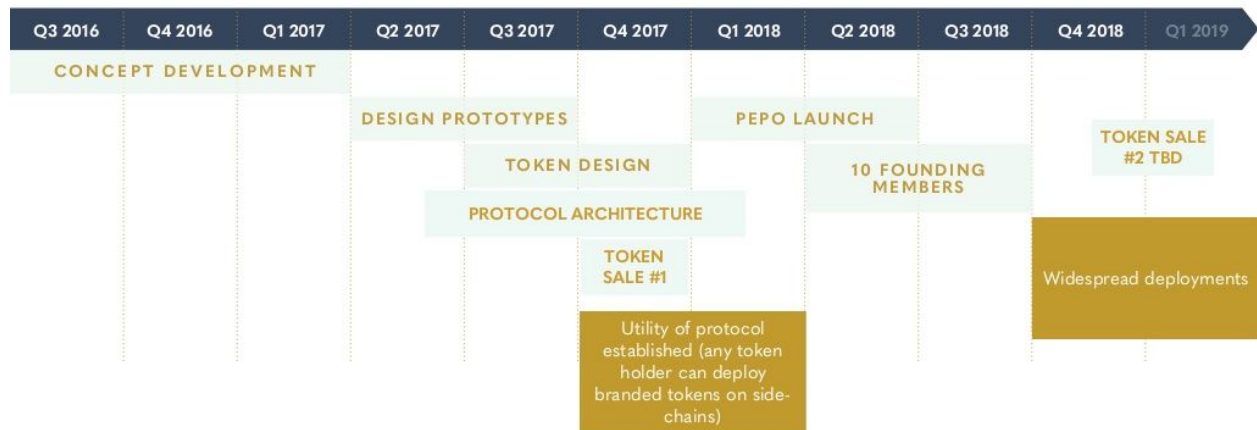 Q3 2016 Q4 2016 Q1 2017 Q2 2017 Q3 2017 Q4 2017 Q1 2018 Q2 2018 Q3 2018 Q4 2018 Q1 2019
CONCEPT DEVELOPMENT
DESIGN PROTOTYPES
PEPO LAUNCH
TOKEN SALE
#2 TBD
TOKEN DESIGN
10 FOUNDING
MEMBERS
PROTOCOL ARCHITECTURE
TOKEN
SALE #1
Widespread deployments
Utility of protocol
established (any token
holder can deploy
branded tokens on side-
chains)